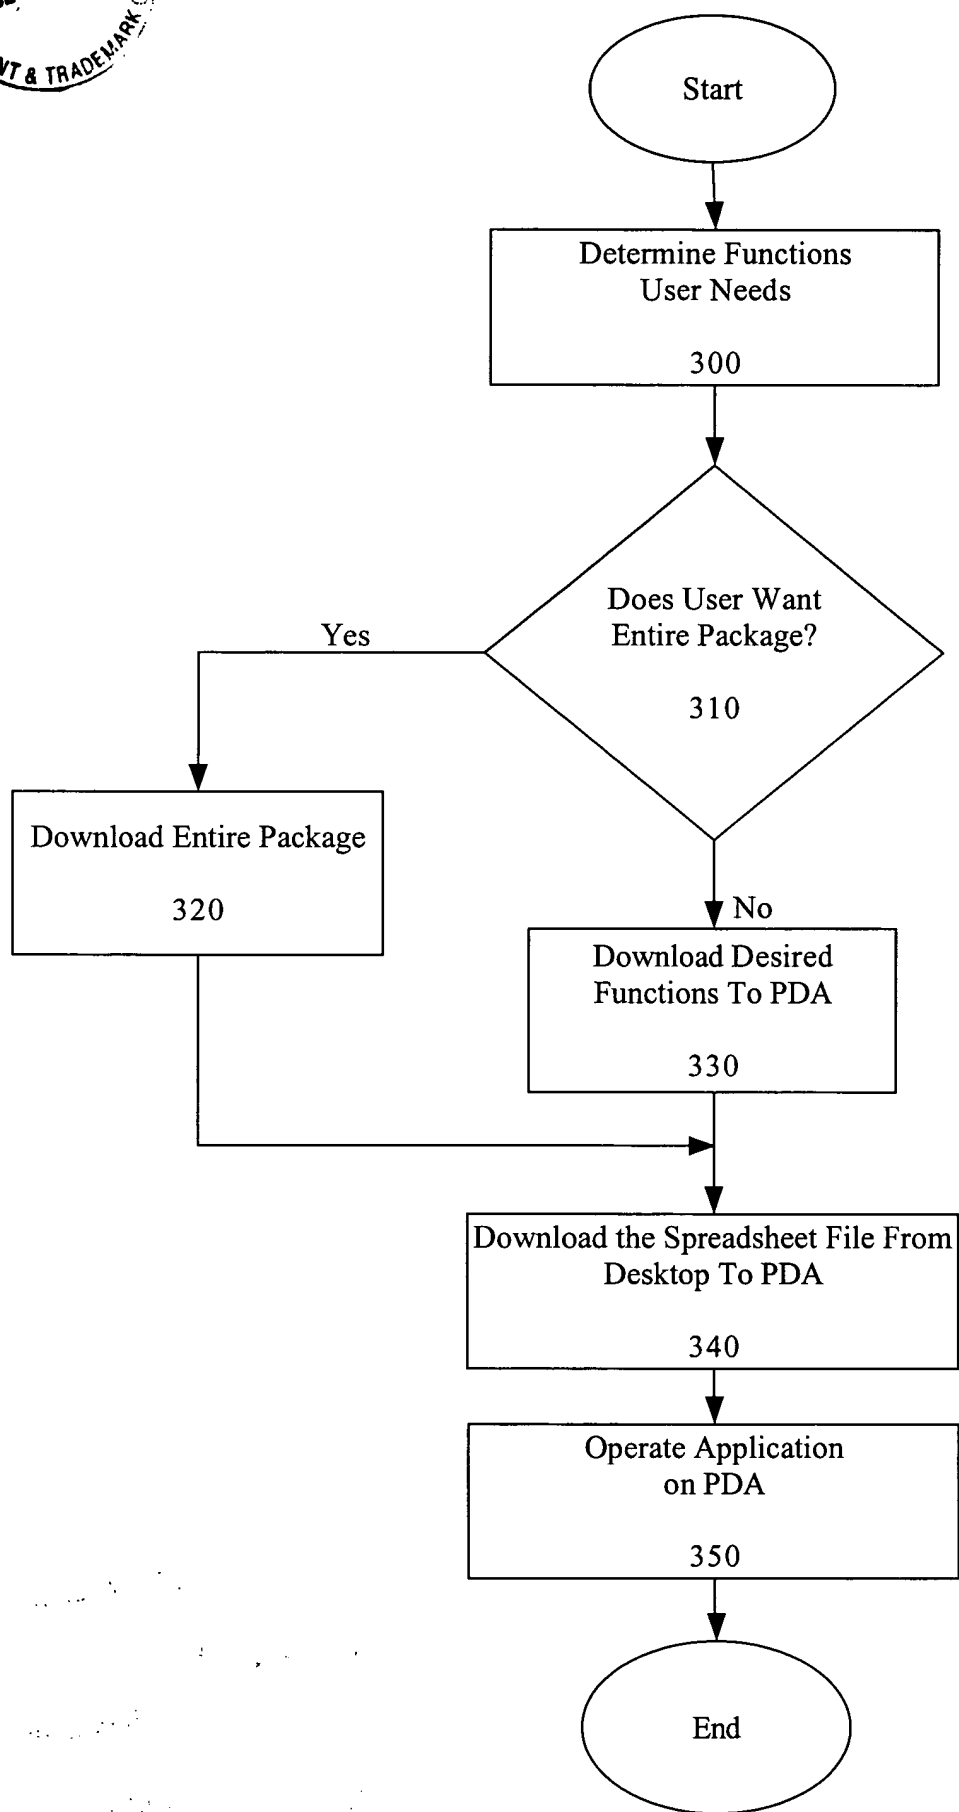 NT & TRADEMARK
Start
Determine Functions
User Needs
300
Does User Want
Entire Package?
310
Yes
Download Entire Package
320
No
Download Desired
Functions To PDA
330
Download the Spreadsheet File From
Desktop To PDA
340
Operate Application
on PDA
350
End